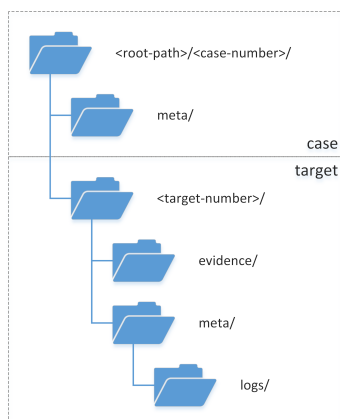 <root-path>/<case-number>/
meta/
case
target
<target-number>/
evidence/
meta/
logs/